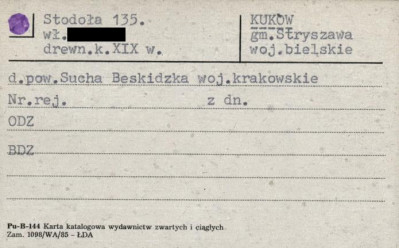 Stodoła 135.
wł.
drewn.k.XIX w.
KUKÓW
gm.Stryszawa
woj.bielskie
d.pow.Sucha Beskidzka woj.krakowskie
Nr.rej. z dn.
ODZ
BDZ
Pu-B-144 Karta katalogowa wydawnictw zwartych i ciągłych
Zam. 1098/WA/85 - ŁDA